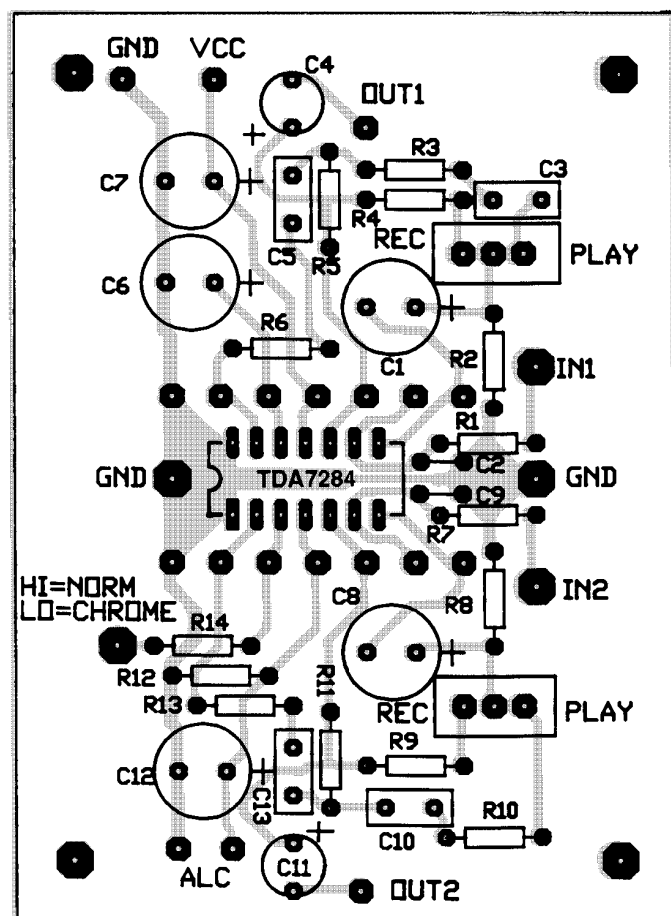 GND VCC C4
OUT1
C7 R3 C3
R4
C5 REC PLAY
R5
C6
R6 C1 R2 IN1
R1
GND TDA7284 C2 GND
C9
R7
HI=NORM C8 R8 IN2
LO=CHROME
R14
R12 R11
R13 REC PLAY
C12 R9
C13 C10 R10
ALC C11 OUT2